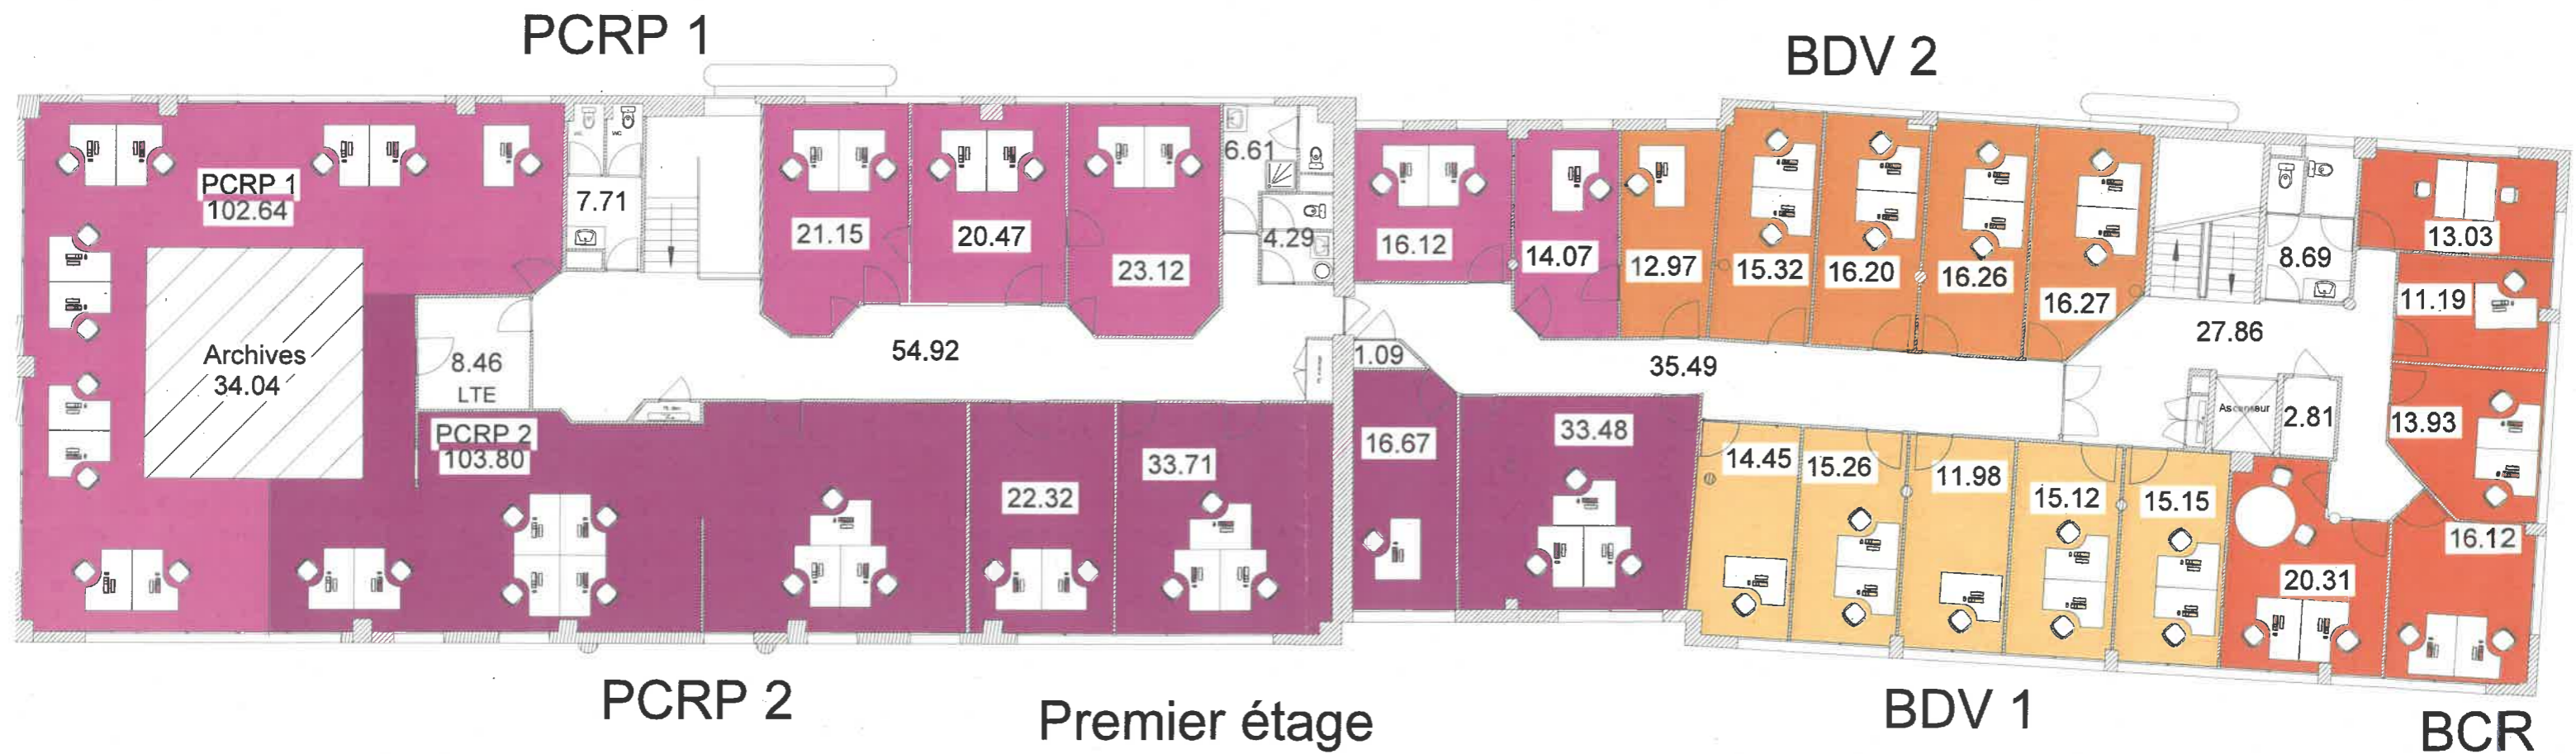 PCRP 1
BDV 2
PCRP 1
102.64
WC
WC
7.71
21.15
20.47
23.12
6.61
4.29
16.12
14.07
12.97
15.32
16.20
16.26
16.27
8.69
13.03
11.19
27.86
Archives
34.04
8.46
LTE
54.92
1.09
35.49
Ascenseur
2.81
13.93
PCRP 2
103.80
22.32
33.71
16.67
33.48
14.45
15.26
11.98
15.12
15.15
20.31
16.12
PCRP 2
Premier étage
BDV 1
BCR